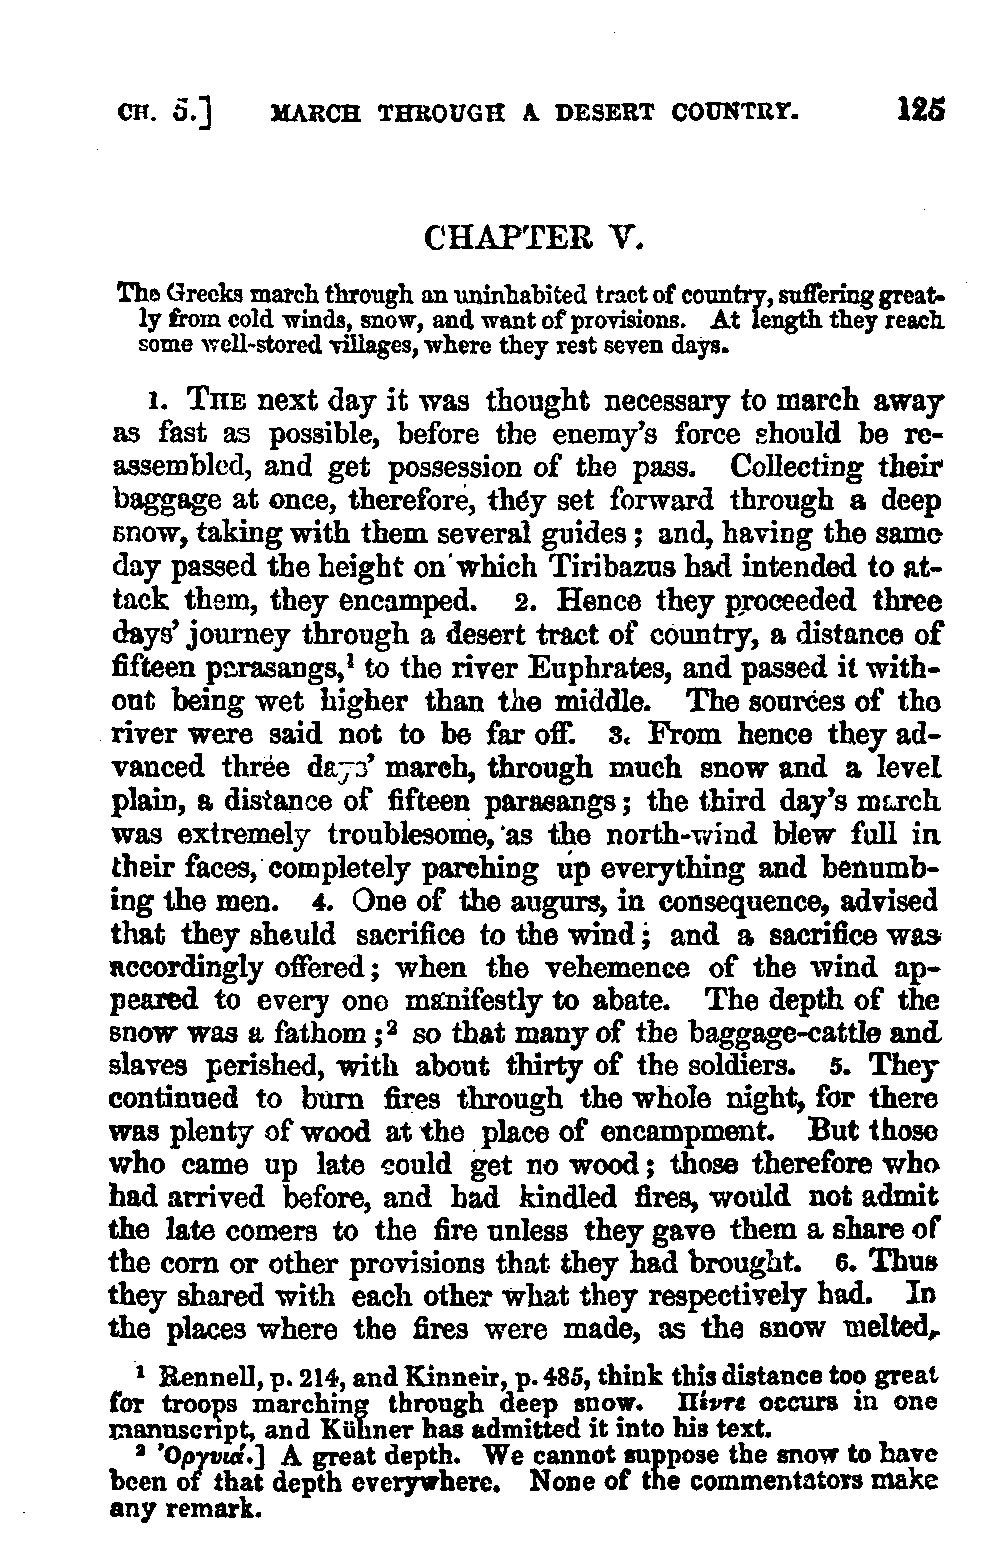 CH. 5.] MARCH THROUGH A DESERT COUNTRY. 125
CHAPTER V.
The Greeks march through an uninhabited tract of country, suffering great-
ly from cold winds, snow, and want of provisions. At length they reach
some well-stored villages, where they rest seven days.
1. THE next day it was thought necessary to march away
as fast as possible, before the enemy's force should be re-
assembled, and get possession of the pass. Collecting their
baggage at once, therefore, they set forward through a deep
snow, taking with them several guides; and, having the same
day passed the height on which Tiribazus had intended to at-
tack them, they encamped. 2. Hence they proceeded three
days' journey through a desert tract of country, a distance of
fifteen parasangs,¹ to the river Euphrates, and passed it with-
out being wet higher than the middle. The sources of the
river were said not to be far off. 3. From hence they ad-
vanced three days' march, through much snow and a level
plain, a distance of fifteen parasangs; the third day's march
was extremely troublesome, as the north-wind blew full in
their faces, completely parching up everything and benumb-
ing the men. 4. One of the augurs, in consequence, advised
that they should sacrifice to the wind; and a sacrifice was
accordingly offered; when the vehemence of the wind ap-
peared to every one manifestly to abate. The depth of the
snow was a fathom;² so that many of the baggage-cattle and
slaves perished, with about thirty of the soldiers. 5. They
continued to burn fires through the whole night, for there
was plenty of wood at the place of encampment. But those
who came up late could get no wood; those therefore who
had arrived before, and had kindled fires, would not admit
the late comers to the fire unless they gave them a share of
the corn or other provisions that they had brought. 6. Thus
they shared with each other what they respectively had. In
the places where the fires were made, as the snow melted,
¹ Rennell, p. 214, and Kinneir, p. 485, think this distance too great
for troops marching through deep snow. Πέντε occurs in one
manuscript, and Kühner has admitted it into his text.
² Ὀργυιά.] A great depth. We cannot suppose the snow to have
been of that depth everywhere. None of the commentators make
any remark.